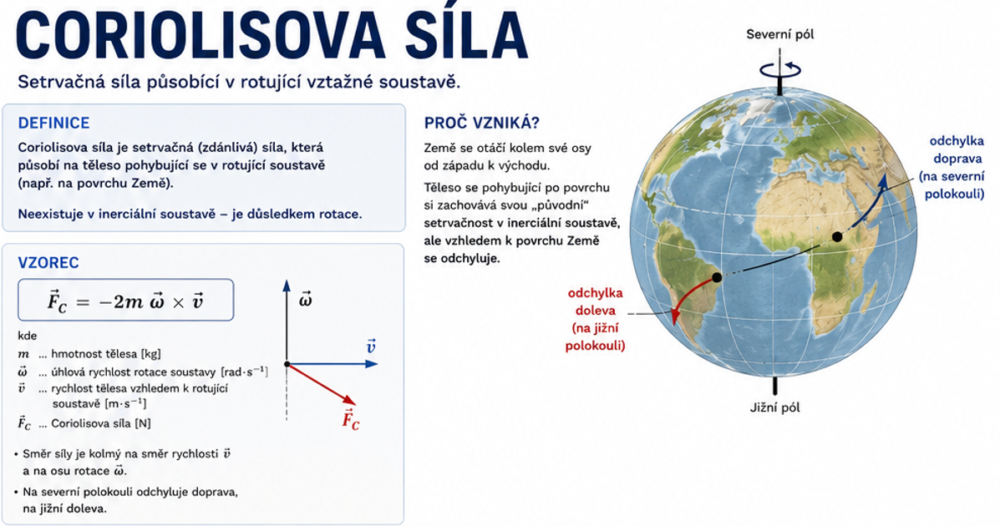 CORIOLISOVA SÍLA
Setrvačná síla působící v rotující vztažné soustavě.
DEFINICE
Coriolisova síla je setrvačná (zdánlivá) síla, která
působí na těleso pohybující se v rotující soustavě
(např. na povrchu Země).
Neexistuje v inerciální soustavě – je důsledkem rotace.
VZOREC
F⃗_C = −2m ω⃗ × v⃗
kde
m ... hmotnost tělesa [kg]
ω⃗ ... úhlová rychlost rotace soustavy [rad·s⁻¹]
v⃗ ... rychlost tělesa vzhledem k rotující
soustavě [m·s⁻¹]
F⃗_C ... Coriolisova síla [N]
• Směr síly je kolmý na směr rychlosti v⃗
a na osu rotace ω⃗.
• Na severní polokouli odchyluje doprava,
na jižní doleva.
ω⃗
v⃗
F⃗_C
PROČ VZNIKÁ?
Země se otáčí kolem své osy
od západu k východu.
Těleso se pohybující po povrchu
si zachovává svou „původní“
setrvačnost v inerciální soustavě,
ale vzhledem k povrchu Země
se odchyluje.
Severní pól
odchylka
doprava
(na severní
polokouli)
odchylka
doleva
(na jižní
polokouli)
Jižní pól